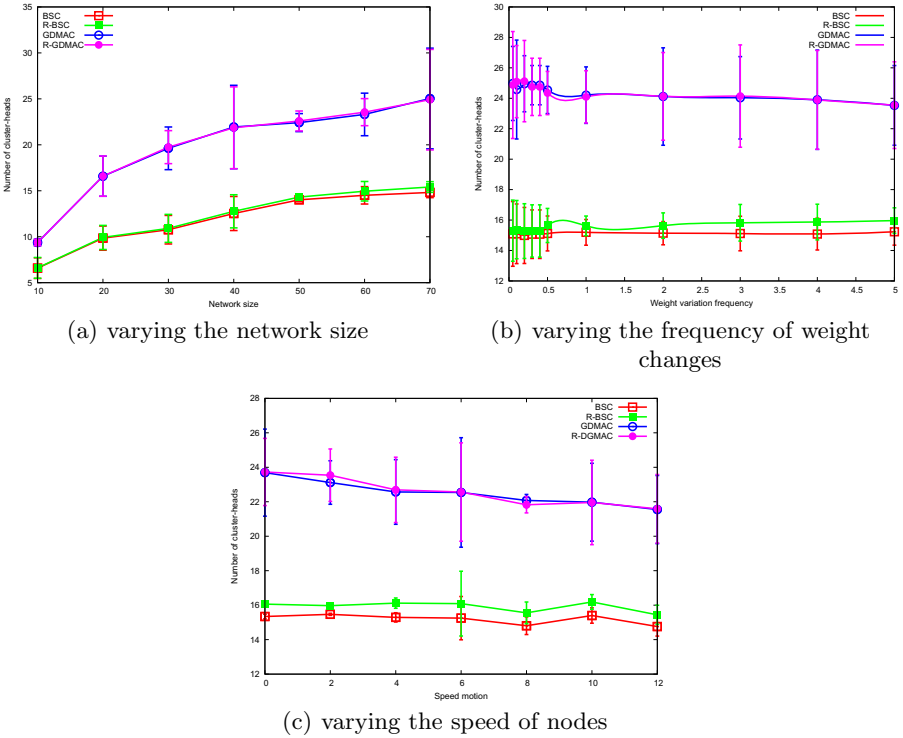 35
30
25
20
15
10
5
10 20 30 40 50 60 70
Number of cluster-heads
Network size
BSC
R-BSC
GDMAC
R-GDMAC
(a) varying the network size
30
28
26
24
22
20
18
16
14
12
0 0.5 1 1.5 2 2.5 3 3.5 4 4.5 5
Number of cluster-heads
Weight variation frequency
BSC
R-BSC
GDMAC
R-GDMAC
(b) varying the frequency of weight
changes
28
26
24
22
20
18
16
14
12
0 2 4 6 8 10 12
Number of cluster-heads
Speed motion
BSC
R-BSC
GDMAC
R-DGMAC
(c) varying the speed of nodes